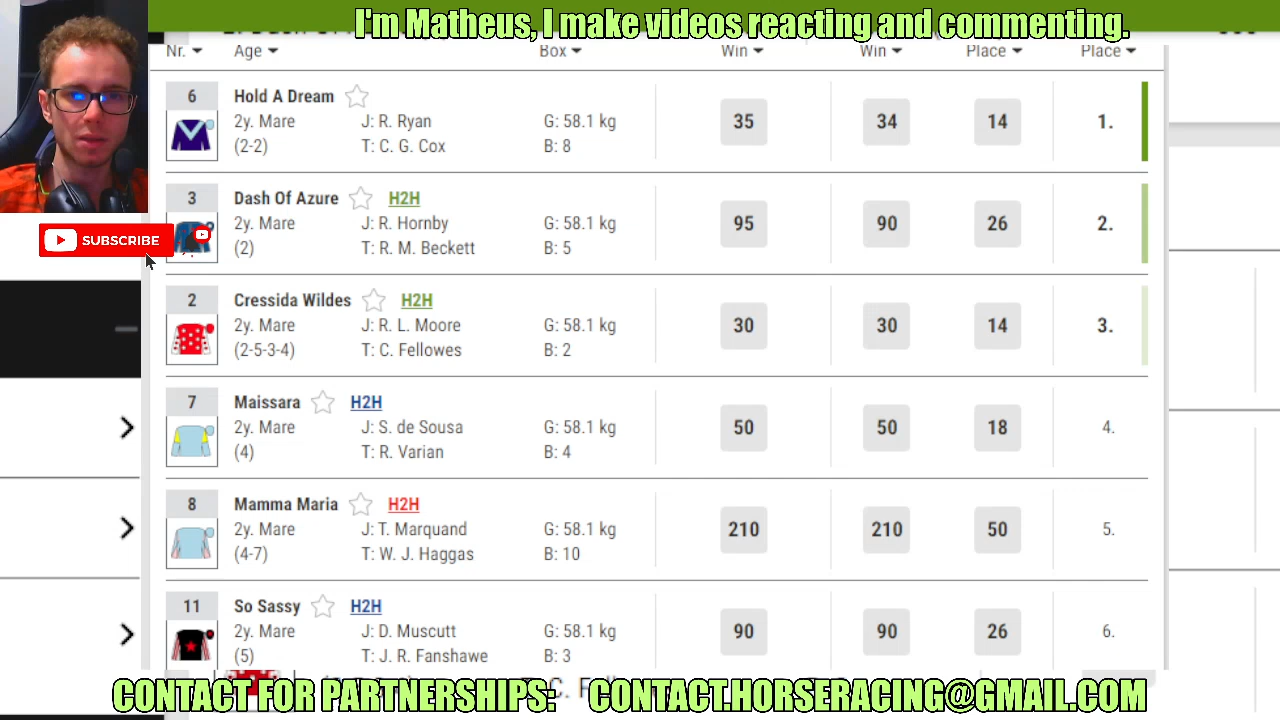 I'm Matheus, I make videos reacting and commenting.
Nr. Age Box Win Win Place Place
6 Hold A Dream
2y. Mare J: R. Ryan G: 58.1 kg 35 34 14 1.
(2-2) T: C. G. Cox B: 8
3 Dash Of Azure H2H
2y. Mare J: R. Hornby G: 58.1 kg 95 90 26 2.
(2) T: R. M. Beckett B: 5
SUBSCRIBE
2 Cressida Wildes H2H
2y. Mare J: R. L. Moore G: 58.1 kg 30 30 14 3.
(2-5-3-4) T: C. Fellowes B: 2
7 Maissara H2H
2y. Mare J: S. de Sousa G: 58.1 kg 50 50 18 4.
(4) T: R. Varian B: 4
8 Mamma Maria H2H
2y. Mare J: T. Marquand G: 58.1 kg 210 210 50 5.
(4-7) T: W. J. Haggas B: 10
11 So Sassy H2H
2y. Mare J: D. Muscutt G: 58.1 kg 90 90 26 6.
(5) T: J. R. Fanshawe B: 3
CONTACT FOR PARTNERSHIPS: CONTACT.HORSERACING@GMAIL.COM